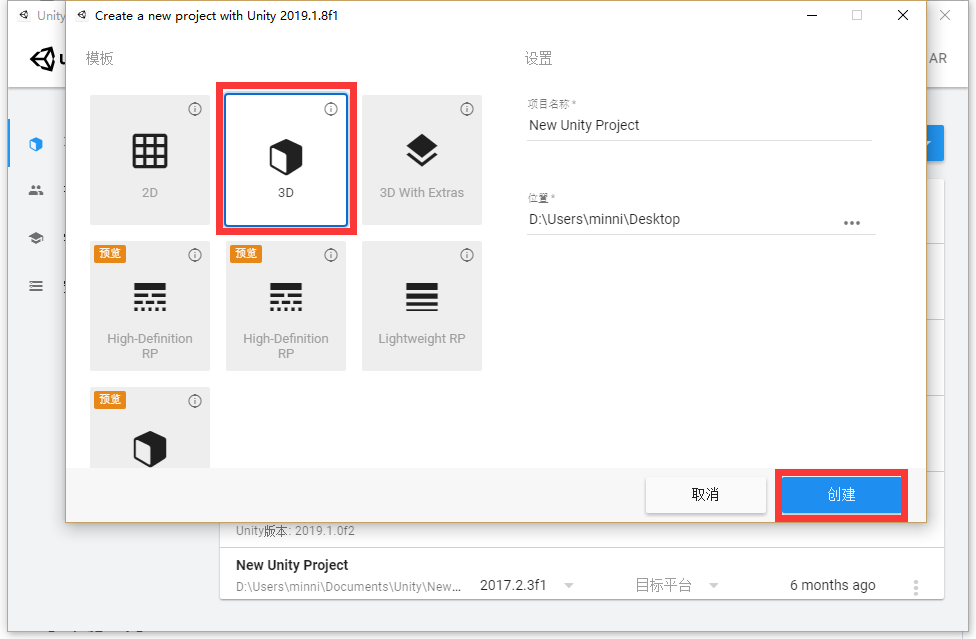 Unity
Create a new project with Unity 2019.1.8f1
AR
模板
设置
2D
3D
3D With Extras
项目名称 *
New Unity Project
位置 *
D:\Users\minni\Desktop
预览
High-Definition
RP
预览
High-Definition
RP
Lightweight RP
预览
取消
创建
Unity版本: 2019.1.0f2
New Unity Project
D:\Users\minni\Documents\Unity\New...
2017.2.3f1
目标平台
6 months ago